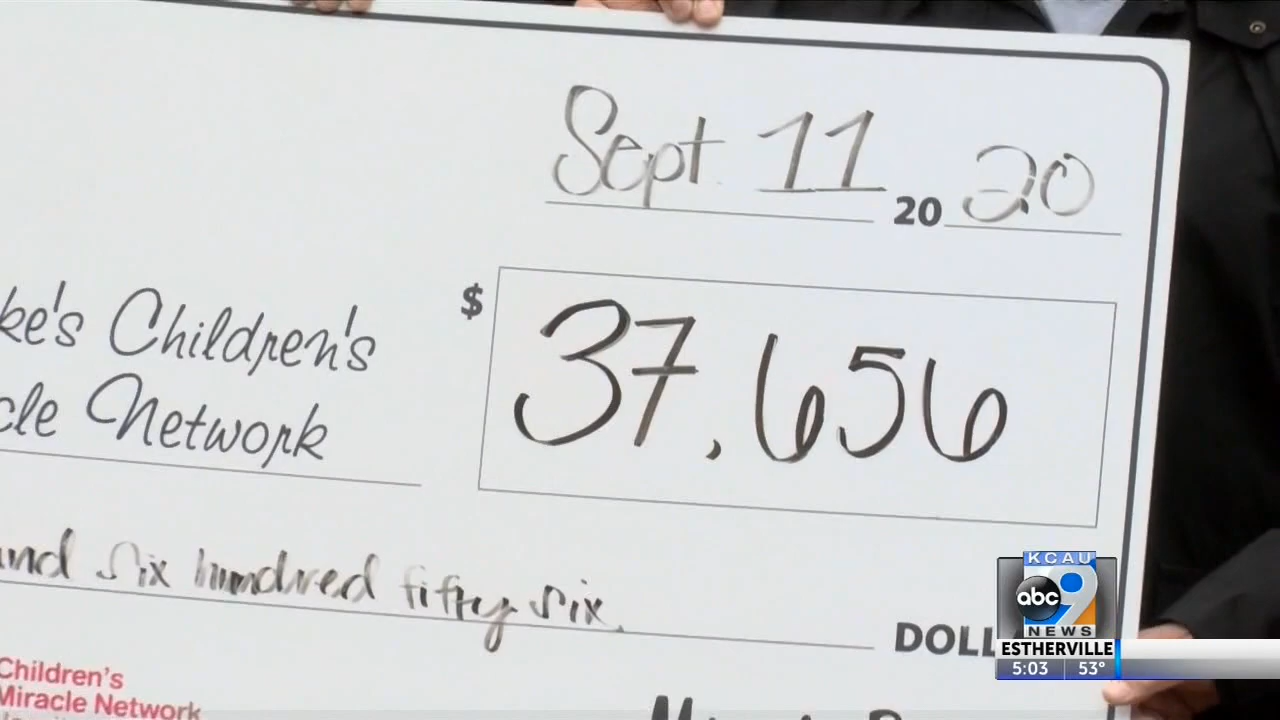 Sept. 11 20 20
$ 37,656
ke's Children's
cle Network
and six hundred fifty six
DOLL
Children's
Miracle Network
KCAU
abc 9
NEWS
ESTHERVILLE
5:03 53°